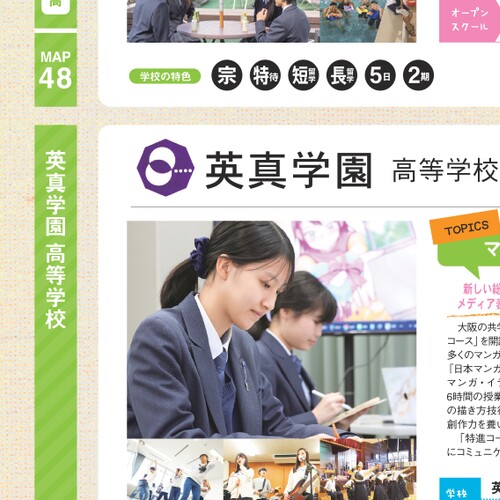 高
オープン
スクール
MAP
48
学校の特色
宗 特待 短留学 長留学 5日 2期
英真学園 高等学校
英真学園 高等学校
TOPICS
マ
新しい総
メディア
大阪の共学
コース」を開
多くのマンガ
『日本マンガ
マンガ・イラ
6時間の授業
の描き方技
創作力を養い
「特進コー
にコミュニケ
学校